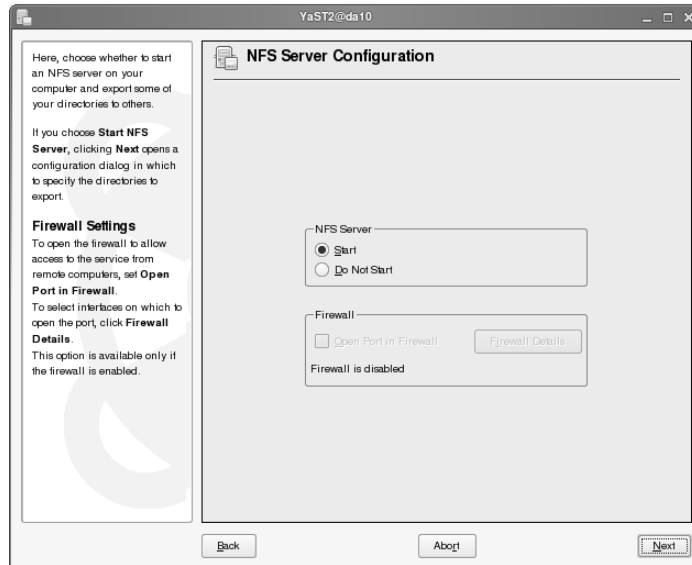 YaST2@da10
Here, choose whether to start
an NFS server on your
computer and export some of
your directories to others.
If you choose Start NFS
Server, clicking Next opens a
configuration dialog in which
to specify the directories to
export.
Firewall Settings
To open the firewall to allow
access to the service from
remote computers, set Open
Port in Firewall.
To select interfaces on which to
open the port, click Firewall
Details.
This option is available only if
the firewall is enabled.
NFS Server Configuration
NFS Server
Start
Do Not Start
Firewall
Open Port in Firewall
Firewall Details
Firewall is disabled
Back
Abort
Next